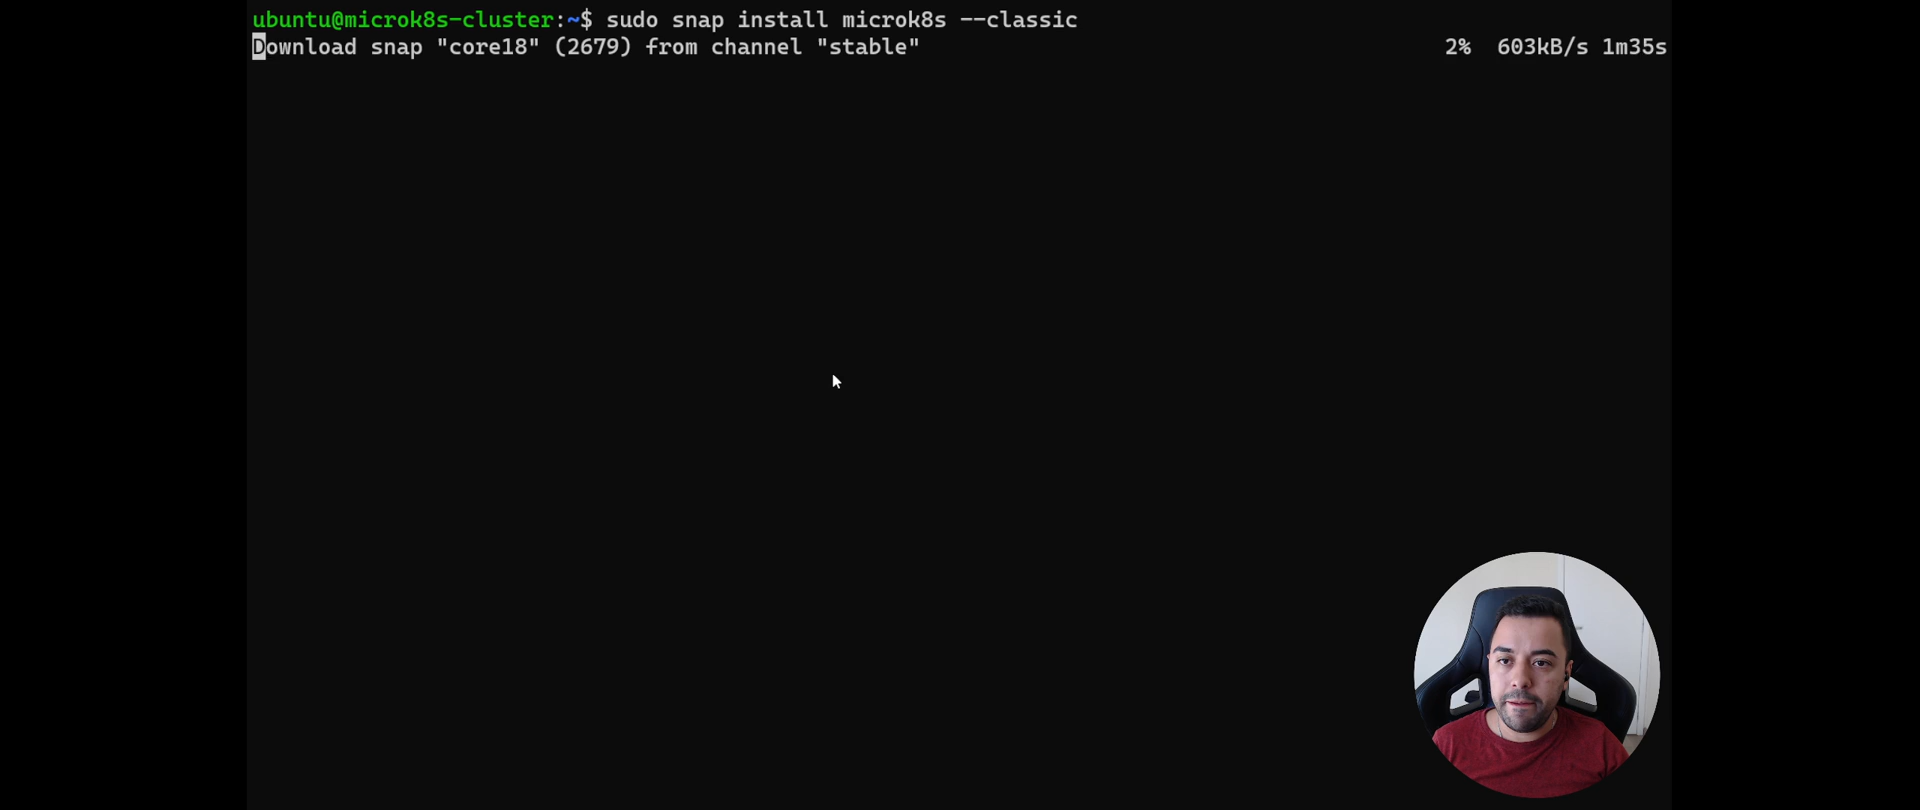 ubuntu@microk8s-cluster:~$ sudo snap install microk8s --classic
Download snap "core18" (2679) from channel "stable" 2% 603kB/s 1m35s